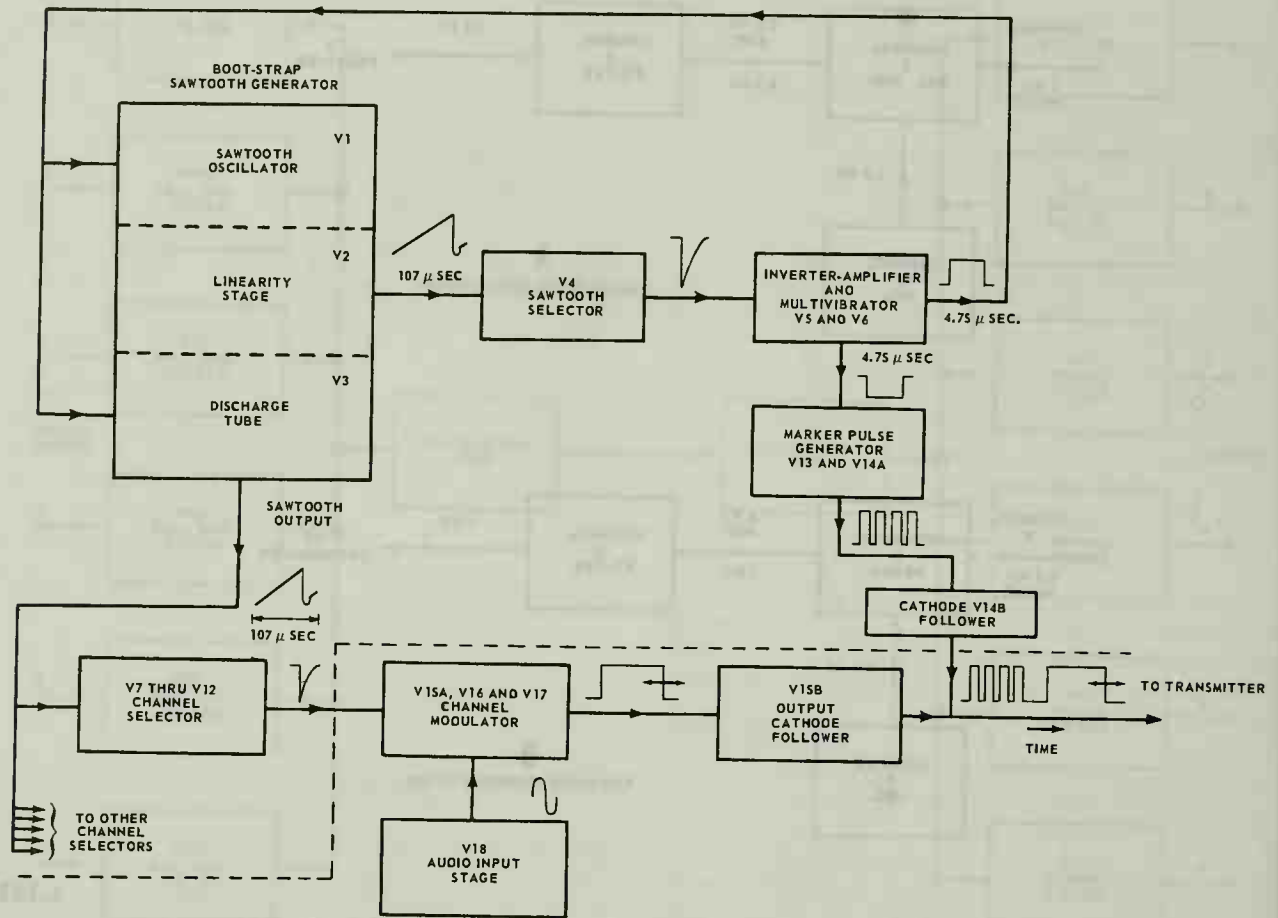 BOOT-STRAP
SAWTOOTH GENERATOR
V1
SAWTOOTH
OSCILLATOR
V2
LINEARITY
STAGE
V3
DISCHARGE
TUBE
107 μ SEC
V4
SAWTOOTH
SELECTOR
INVERTER-AMPLIFIER
AND
MULTIVIBRATOR
V5 AND V6
4.75 μ SEC.
4.75 μ SEC
MARKER PULSE
GENERATOR
V13 AND V14A
CATHODE V14B
FOLLOWER
SAWTOOTH
OUTPUT
107 μ SEC
V7 THRU V12
CHANNEL
SELECTOR
V15A, V16 AND V17
CHANNEL
MODULATOR
V15B
OUTPUT
CATHODE
FOLLOWER
TO TRANSMITTER
TIME
TO OTHER
CHANNEL
SELECTORS
V18
AUDIO INPUT
STAGE